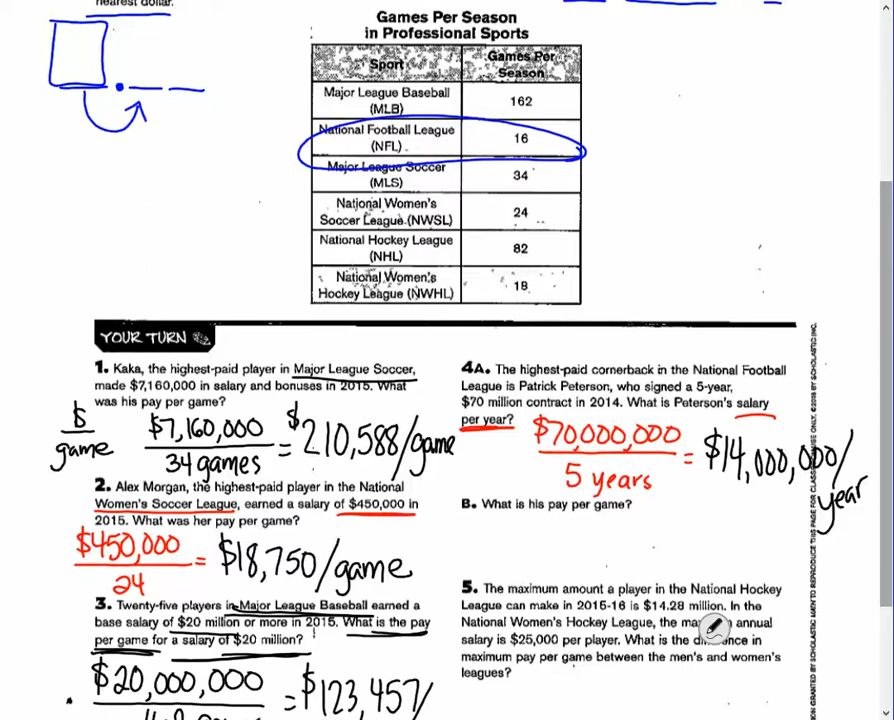 nearest dollar.
Games Per Season
in Professional Sports
Sport
Games Per
Season
Major League Baseball
(MLB)
162
National Football League
(NFL)
16
Major League Soccer
(MLS)
34
National Women's
Soccer League (NWSL)
24
National Hockey League
(NHL)
82
National Women's
Hockey League (NWHL)
18
YOUR TURN
1. Kaka, the highest-paid player in Major League Soccer,
made $7,160,000 in salary and bonuses in 2015. What
was his pay per game?
$
game
$7,160,000
34 games
= $210,588/game
2. Alex Morgan, the highest-paid player in the National
Women's Soccer League, earned a salary of $450,000 in
2015. What was her pay per game?
$450,000
24
= $18,750/game
3. Twenty-five players in Major League Baseball earned a
base salary of $20 million or more in 2015. What is the pay
per game for a salary of $20 million?
$20,000,000
= $123,457/
4A. The highest-paid cornerback in the National Football
League is Patrick Peterson, who signed a 5-year,
$70 million contract in 2014. What is Peterson's salary
per year?
$70,000,000
5 years
= $14,000,000/
year
B. What is his pay per game?
5. The maximum amount a player in the National Hockey
League can make in 2015-16 is $14.28 million. In the
National Women's Hockey League, the annual
salary is $25,000 per player. What is the in
maximum pay per game between the men's and women's
leagues?